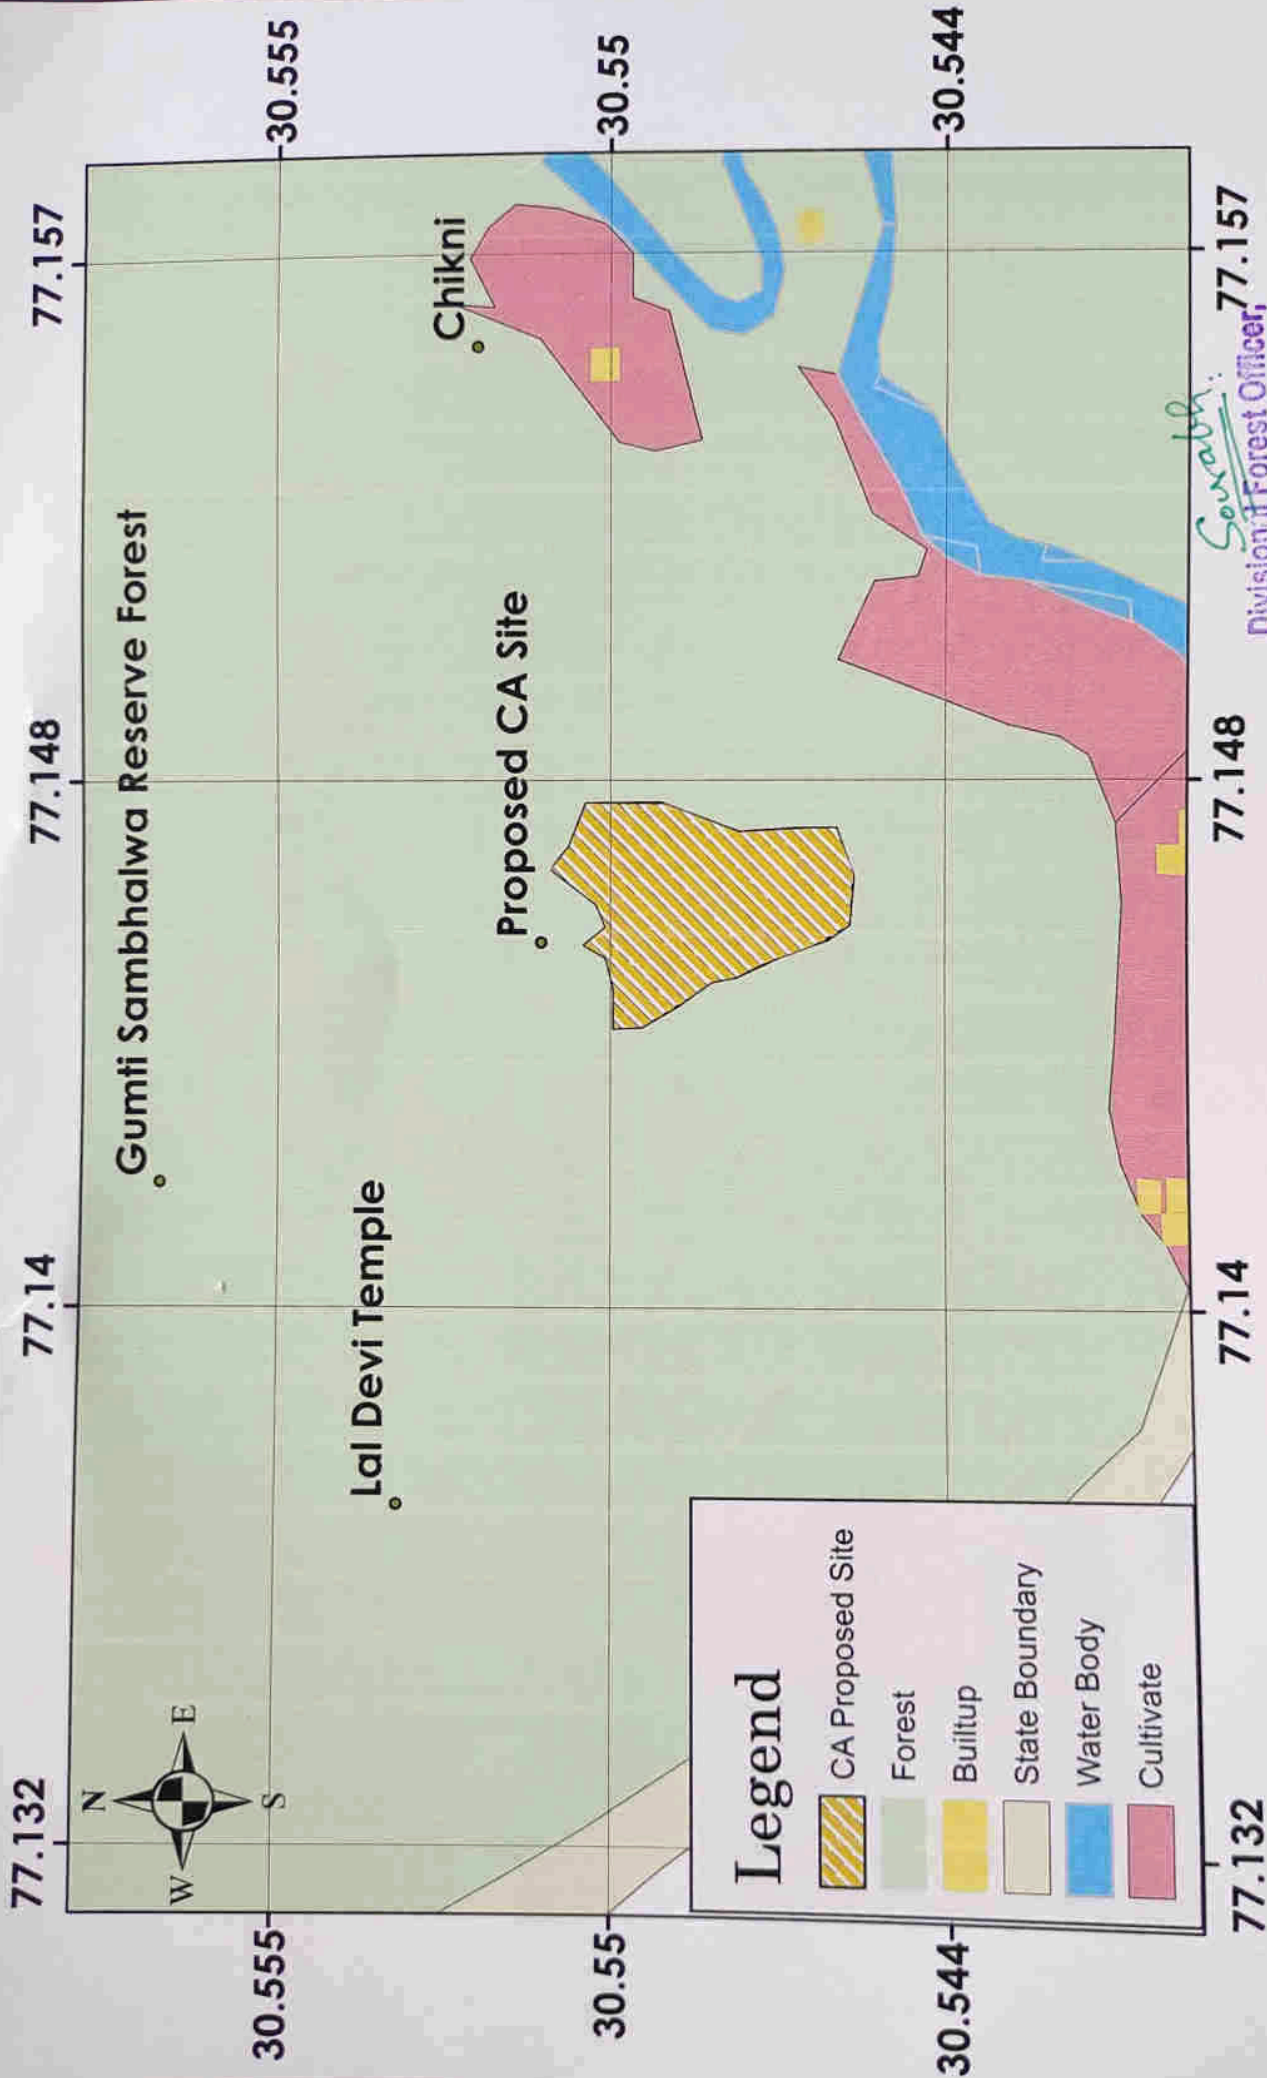 77.132
77.14
77.148
77.157
30.555
30.555
30.55
30.55
30.544
30.544
N
W
E
S
Gumti Sambhalwa Reserve Forest
Lal Devi Temple
Chikni
Proposed CA Site
Legend
CA Proposed Site
Forest
Builtup
State Boundary
Water Body
Cultivate
77.132
77.14
77.148
77.157
Sourabh.
Divisional Forest Officer,